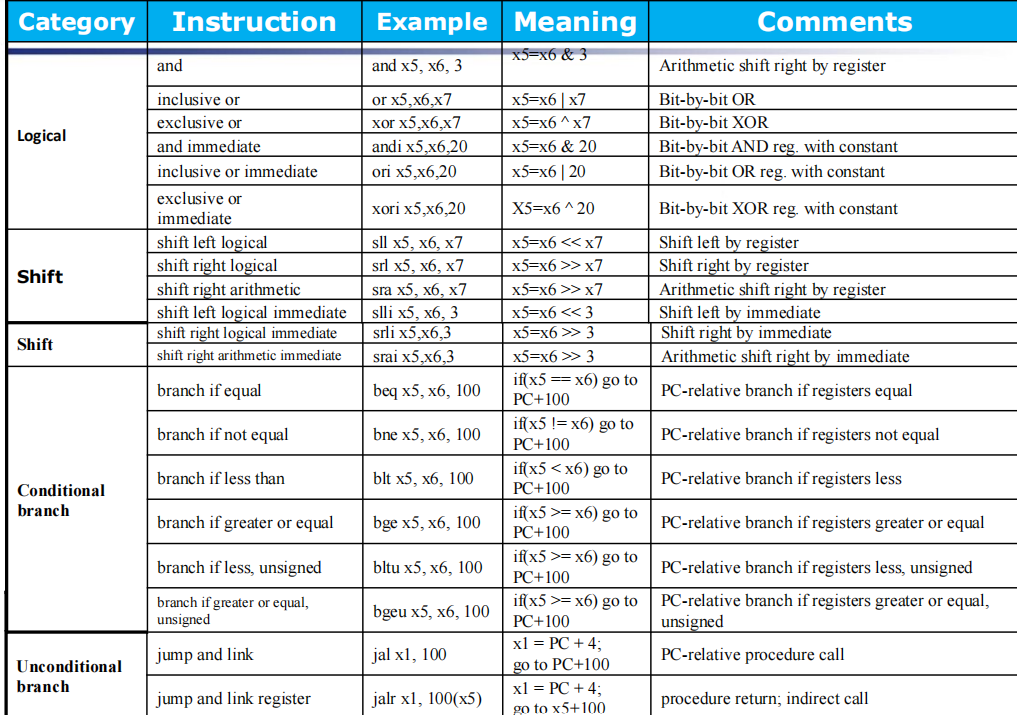 Category Instruction Example Meaning Comments
Logical
and and x5, x6, 3 x5=x6 & 3 Arithmetic shift right by register
inclusive or or x5,x6,x7 x5=x6 | x7 Bit-by-bit OR
exclusive or xor x5,x6,x7 x5=x6 ^ x7 Bit-by-bit XOR
and immediate andi x5,x6,20 x5=x6 & 20 Bit-by-bit AND reg. with constant
inclusive or immediate ori x5,x6,20 x5=x6 | 20 Bit-by-bit OR reg. with constant
exclusive or
immediate xori x5,x6,20 X5=x6 ^ 20 Bit-by-bit XOR reg. with constant
Shift
shift left logical sll x5, x6, x7 x5=x6 << x7 Shift left by register
shift right logical srl x5, x6, x7 x5=x6 >> x7 Shift right by register
shift right arithmetic sra x5, x6, x7 x5=x6 >> x7 Arithmetic shift right by register
shift left logical immediate slli x5, x6, 3 x5=x6 << 3 Shift left by immediate
Shift
shift right logical immediate srli x5,x6,3 x5=x6 >> 3 Shift right by immediate
shift right arithmetic immediate srai x5,x6,3 x5=x6 >> 3 Arithmetic shift right by immediate
Conditional
branch
branch if equal beq x5, x6, 100 if(x5 == x6) go to
PC+100 PC-relative branch if registers equal
branch if not equal bne x5, x6, 100 if(x5 != x6) go to
PC+100 PC-relative branch if registers not equal
branch if less than blt x5, x6, 100 if(x5 < x6) go to
PC+100 PC-relative branch if registers less
branch if greater or equal bge x5, x6, 100 if(x5 >= x6) go to
PC+100 PC-relative branch if registers greater or equal
branch if less, unsigned bltu x5, x6, 100 if(x5 >= x6) go to
PC+100 PC-relative branch if registers less, unsigned
branch if greater or equal,
unsigned bgeu x5, x6, 100 if(x5 >= x6) go to
PC+100 PC-relative branch if registers greater or equal,
unsigned
Unconditional
branch
jump and link jal x1, 100 x1 = PC + 4;
go to PC+100 PC-relative procedure call
jump and link register jalr x1, 100(x5) x1 = PC + 4;
go to x5+100 procedure return; indirect call